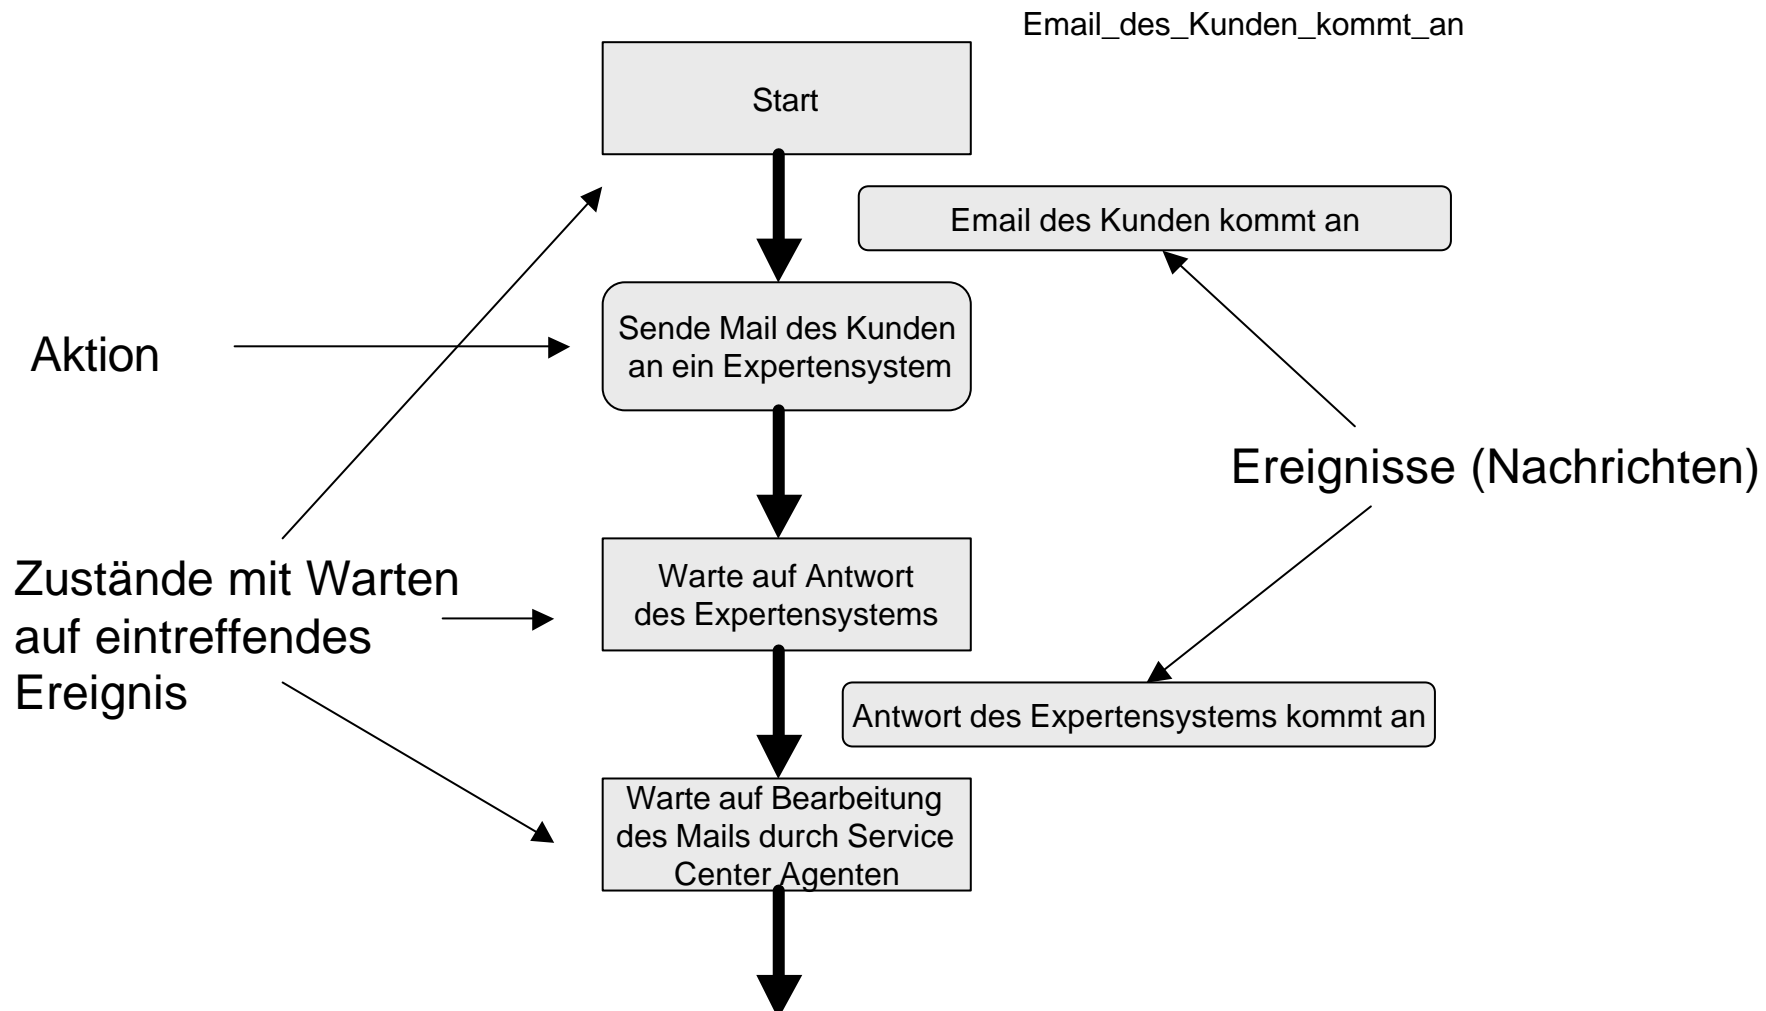 Email_des_Kunden_kommt_an
Start
Email des Kunden kommt an
Sende Mail des Kunden
an ein Expertensystem
Aktion
Ereignisse (Nachrichten)
Zustände mit Warten
auf eintreffendes
Ereignis
Warte auf Antwort
des Expertensystems
Antwort des Expertensystems kommt an
Warte auf Bearbeitung
des Mails durch Service
Center Agenten